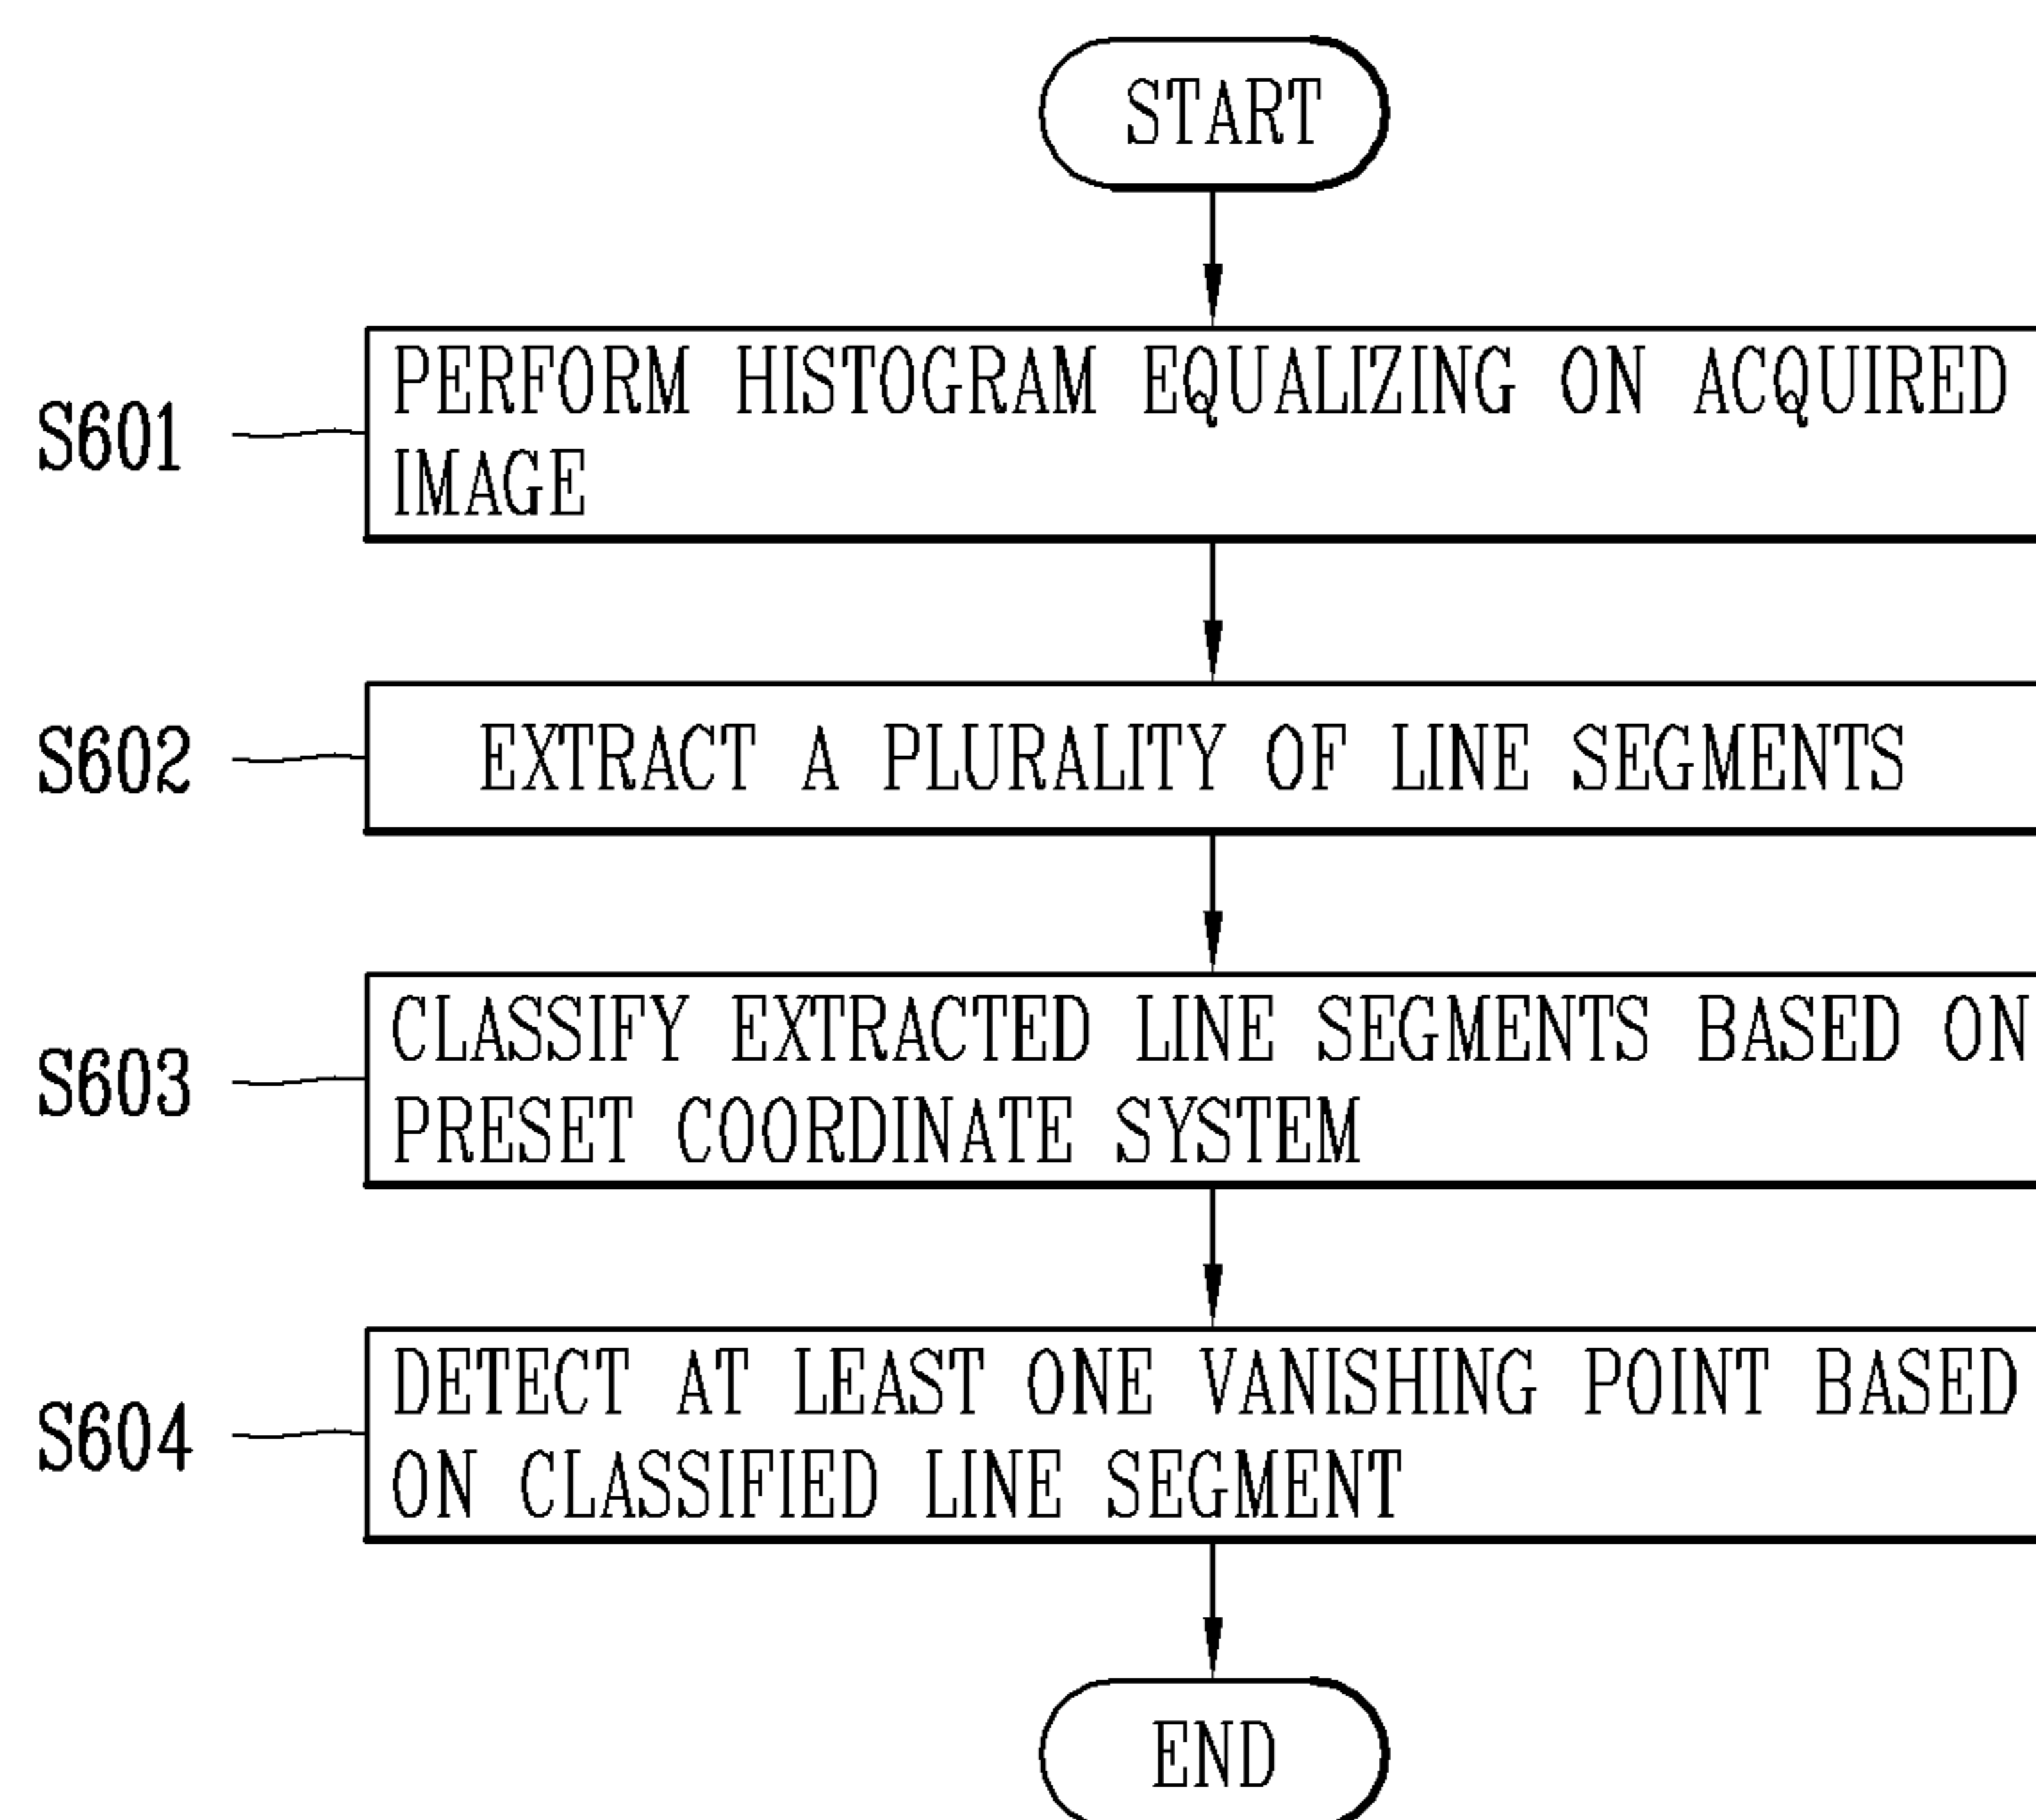 START
S601
PERFORM HISTOGRAM EQUALIZING ON ACQUIRED
IMAGE
S602
EXTRACT A PLURALITY OF LINE SEGMENTS
S603
CLASSIFY EXTRACTED LINE SEGMENTS BASED ON
PRESET COORDINATE SYSTEM
S604
DETECT AT LEAST ONE VANISHING POINT BASED
ON CLASSIFIED LINE SEGMENT
END